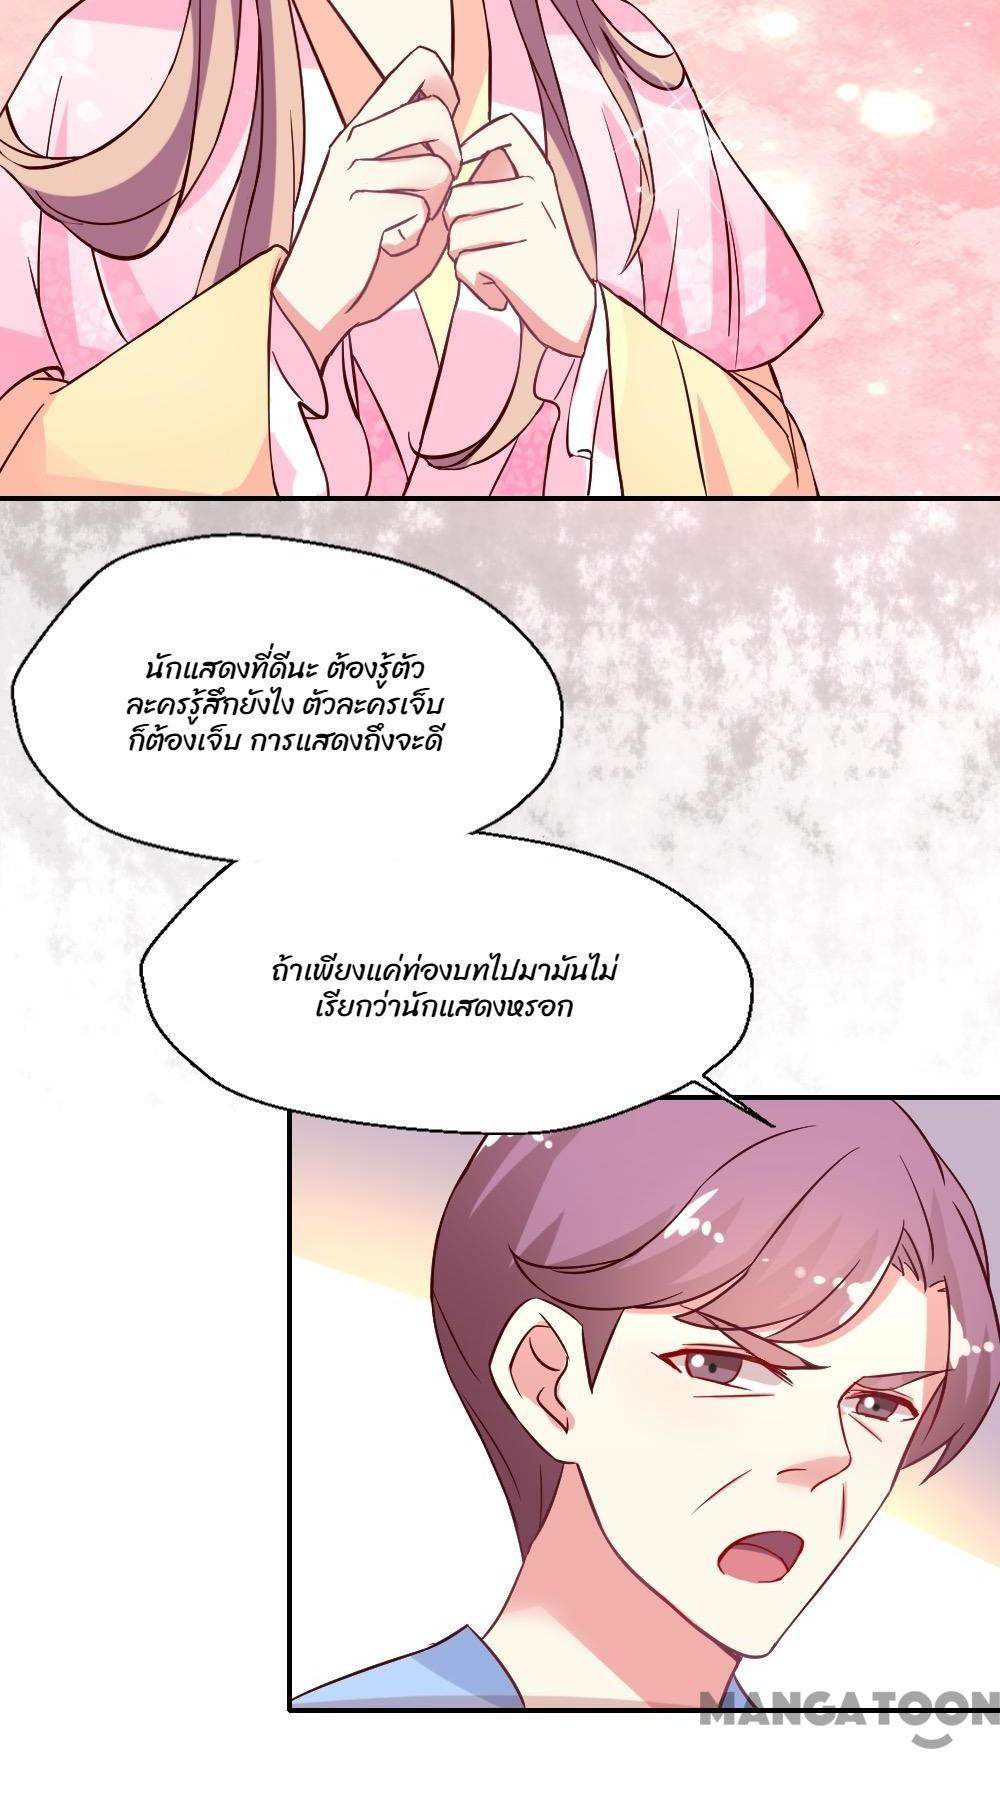 นักแสดงที่ดีนะ ต้องรู้ตัว
ละครรู้สึกยังไง ตัวละครเจ็บ
ก็ต้องเจ็บ การแสดงถึงจะดี
ถ้าเพียงแค่ท่องบทไปมามันไม่
เรียกว่านักแสดงหรอก
MANGATOON